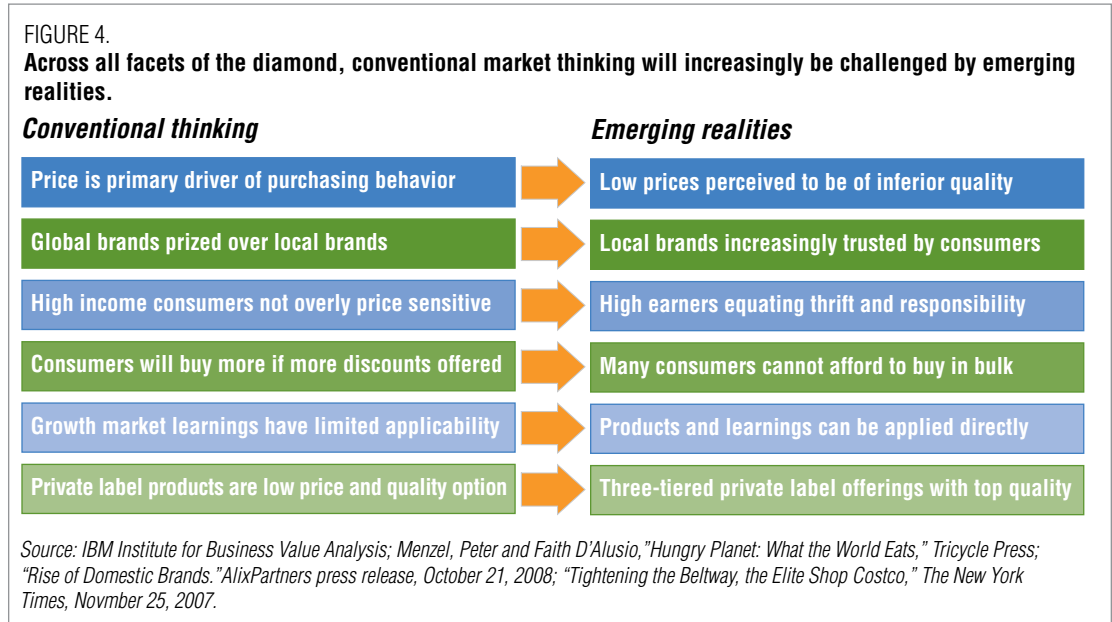 FIGURE 4.
Across all facets of the diamond, conventional market thinking will increasingly be challenged by emerging
realities.
Conventional thinking
Emerging realities
Price is primary driver of purchasing behavior
Low prices perceived to be of inferior quality
Global brands prized over local brands
Local brands increasingly trusted by consumers
High income consumers not overly price sensitive
High earners equating thrift and responsibility
Consumers will buy more if more discounts offered
Many consumers cannot afford to buy in bulk
Growth market learnings have limited applicability
Products and learnings can be applied directly
Private label products are low price and quality option
Three-tiered private label offerings with top quality
Source: IBM Institute for Business Value Analysis; Menzel, Peter and Faith D'Alusio,"Hungry Planet: What the World Eats," Tricycle Press;
"Rise of Domestic Brands."AlixPartners press release, October 21, 2008; "Tightening the Beltway, the Elite Shop Costco," The New York
Times, Novmber 25, 2007.